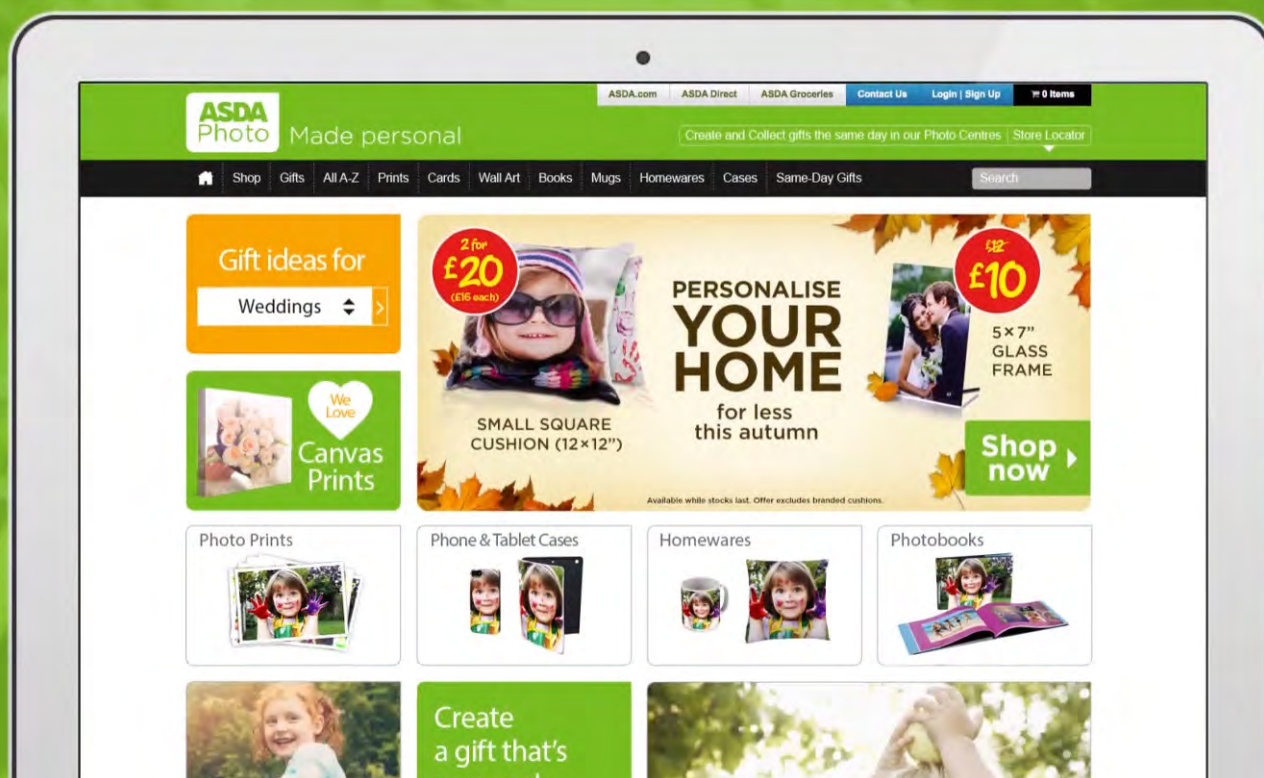 ASDA.com ASDA Direct ASDA Groceries Contact Us Login | Sign Up 0 Items
ASDA
Photo Made personal
Create and Collect gifts the same day in our Photo Centres Store Locator
Shop Gifts All A-Z Prints Cards Wall Art Books Mugs Homewares Cases Same-Day Gifts Search
Gift ideas for
Weddings
We
Love
Canvas
Prints
2 for
£20
(£16 each)
SMALL SQUARE
CUSHION (12×12")
PERSONALISE
YOUR
HOME
for less
this autumn
£12
£10
5×7"
GLASS
FRAME
Shop
now
Available while stocks last. Offer excludes branded cushions.
Photo Prints
Phone & Tablet Cases
Homewares
Photobooks
Create
a gift that's